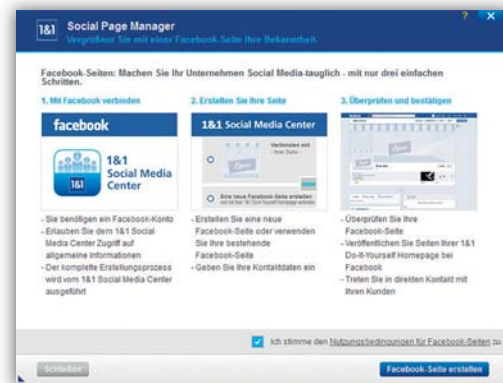 1&1
Social Page Manager
Vergrößern Sie mit einer Facebook-Seite Ihre Bekanntheit.
?
X
Facebook-Seiten: Machen Sie Ihr Unternehmen Social Media-tauglich - mit nur drei einfachen
Schritten.
1. Mit Facebook verbinden
facebook
1&1
1&1
Social Media
Center
- Sie benötigen ein Facebook-Konto
- Erlauben Sie dem 1&1 Social
Media Center Zugriff auf
allgemeine Informationen
- Der komplette Erstellungsprozess
wird vom 1&1 Social Media Center
ausgeführt
2. Erstellen Sie Ihre Seite
1&1 Social Media Center
Verbinden mit
- Ihrer Seite -
Open
Eine neue Facebook-Seite erstellen
- Erstellen Sie eine neue
Facebook-Seite oder verwenden
Sie Ihre bestehende
Facebook-Seite
- Geben Sie Ihre Kontaktdaten ein
3. Überprüfen und bestätigen
Open
- Überprüfen Sie Ihre
Facebook-Seite
- Veröffentlichen Sie Seiten Ihrer 1&1
Do-It-Yourself Homepage bei
Facebook
- Treten Sie in direkten Kontakt mit
Ihren Kunden
Ich stimme den Nutzungsbedingungen für Facebook-Seiten zu
Schließen
Facebook-Seite erstellen